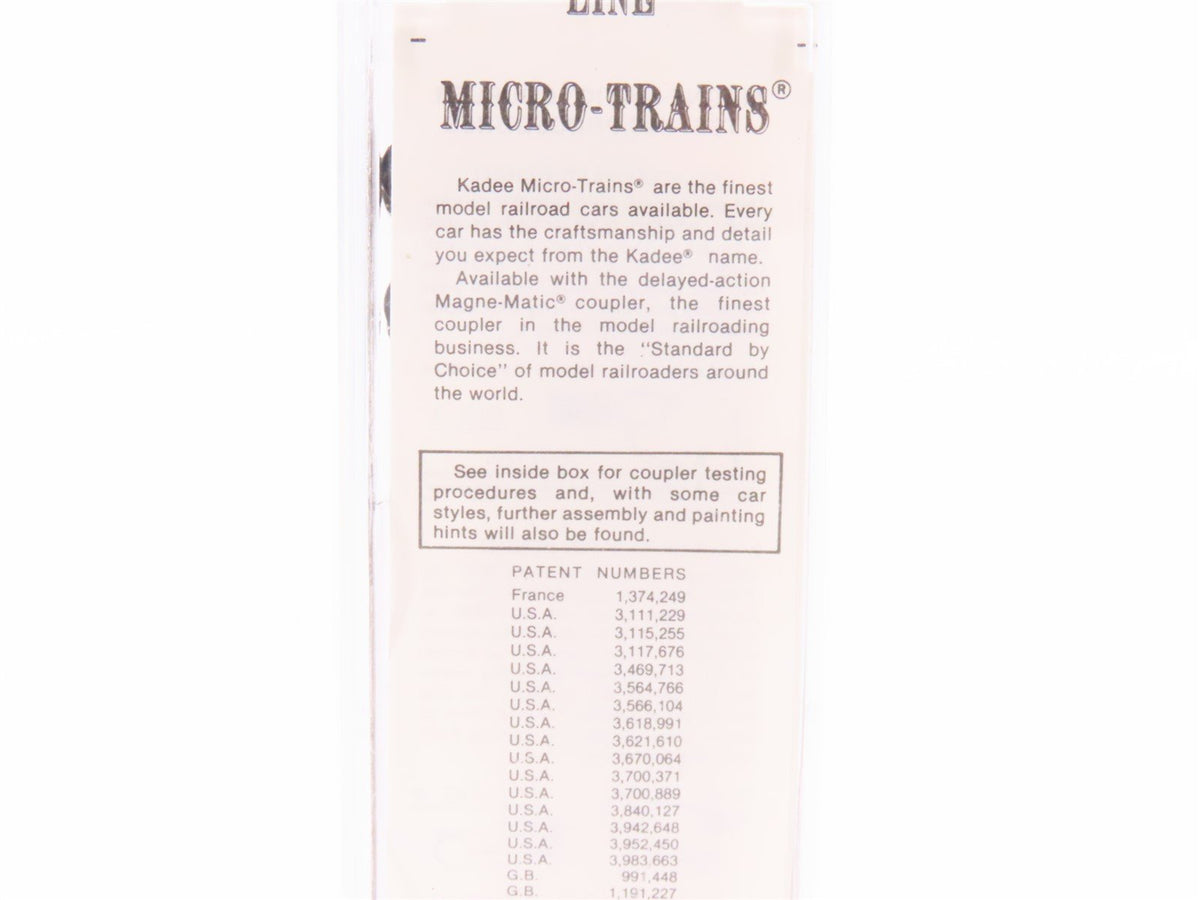 LINE
MICRO-TRAINS®
Kadee Micro-Trains® are the finest
model railroad cars available. Every
car has the craftsmanship and detail
you expect from the Kadee® name.
Available with the delayed-action
Magne-Matic® coupler, the finest
coupler in the model railroading
business. It is the "Standard by
Choice" of model railroaders around
the world.
See inside box for coupler testing
procedures and, with some car
styles, further assembly and painting
hints will also be found.
PATENT NUMBERS
France 1,374,249
U.S.A. 3,111,229
U.S.A. 3,115,255
U.S.A. 3,117,676
U.S.A. 3,469,713
U.S.A. 3,564,766
U.S.A. 3,566,104
U.S.A. 3,618,991
U.S.A. 3,621,610
U.S.A. 3,670,064
U.S.A. 3,700,371
U.S.A. 3,700,889
U.S.A. 3,840,127
U.S.A. 3,942,648
U.S.A. 3,952,450
U.S.A. 3,983,663
G.B. 991,448
G.B. 1,191,227